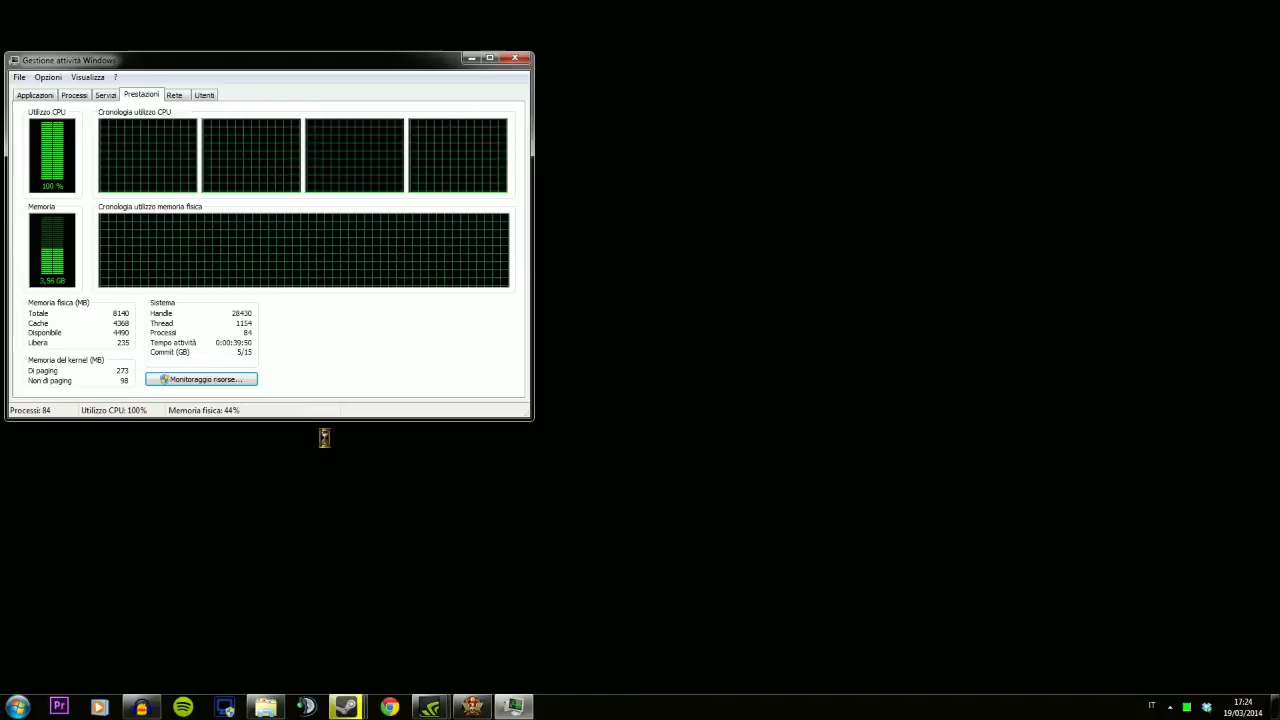 Gestione attività Windows
File Opzioni Visualizza ?
Applicazioni Processi Servizi Prestazioni Rete Utenti
Utilizzo CPU
Cronologia utilizzo CPU
100 %
Memoria
Cronologia utilizzo memoria fisica
3,56 GB
Memoria fisica (MB)
Totale 8140
Cache 4368
Disponibile 4490
Libera 235
Memoria del kernel (MB)
Di paging 273
Non di paging 98
Sistema
Handle 28430
Thread 1154
Processi 84
Tempo attività 0:00:39:50
Commit (GB) 5/15
Monitoraggio risorse...
Processi: 84 Utilizzo CPU: 100% Memoria fisica: 44%
Pr
IT
17:24
19/03/2014